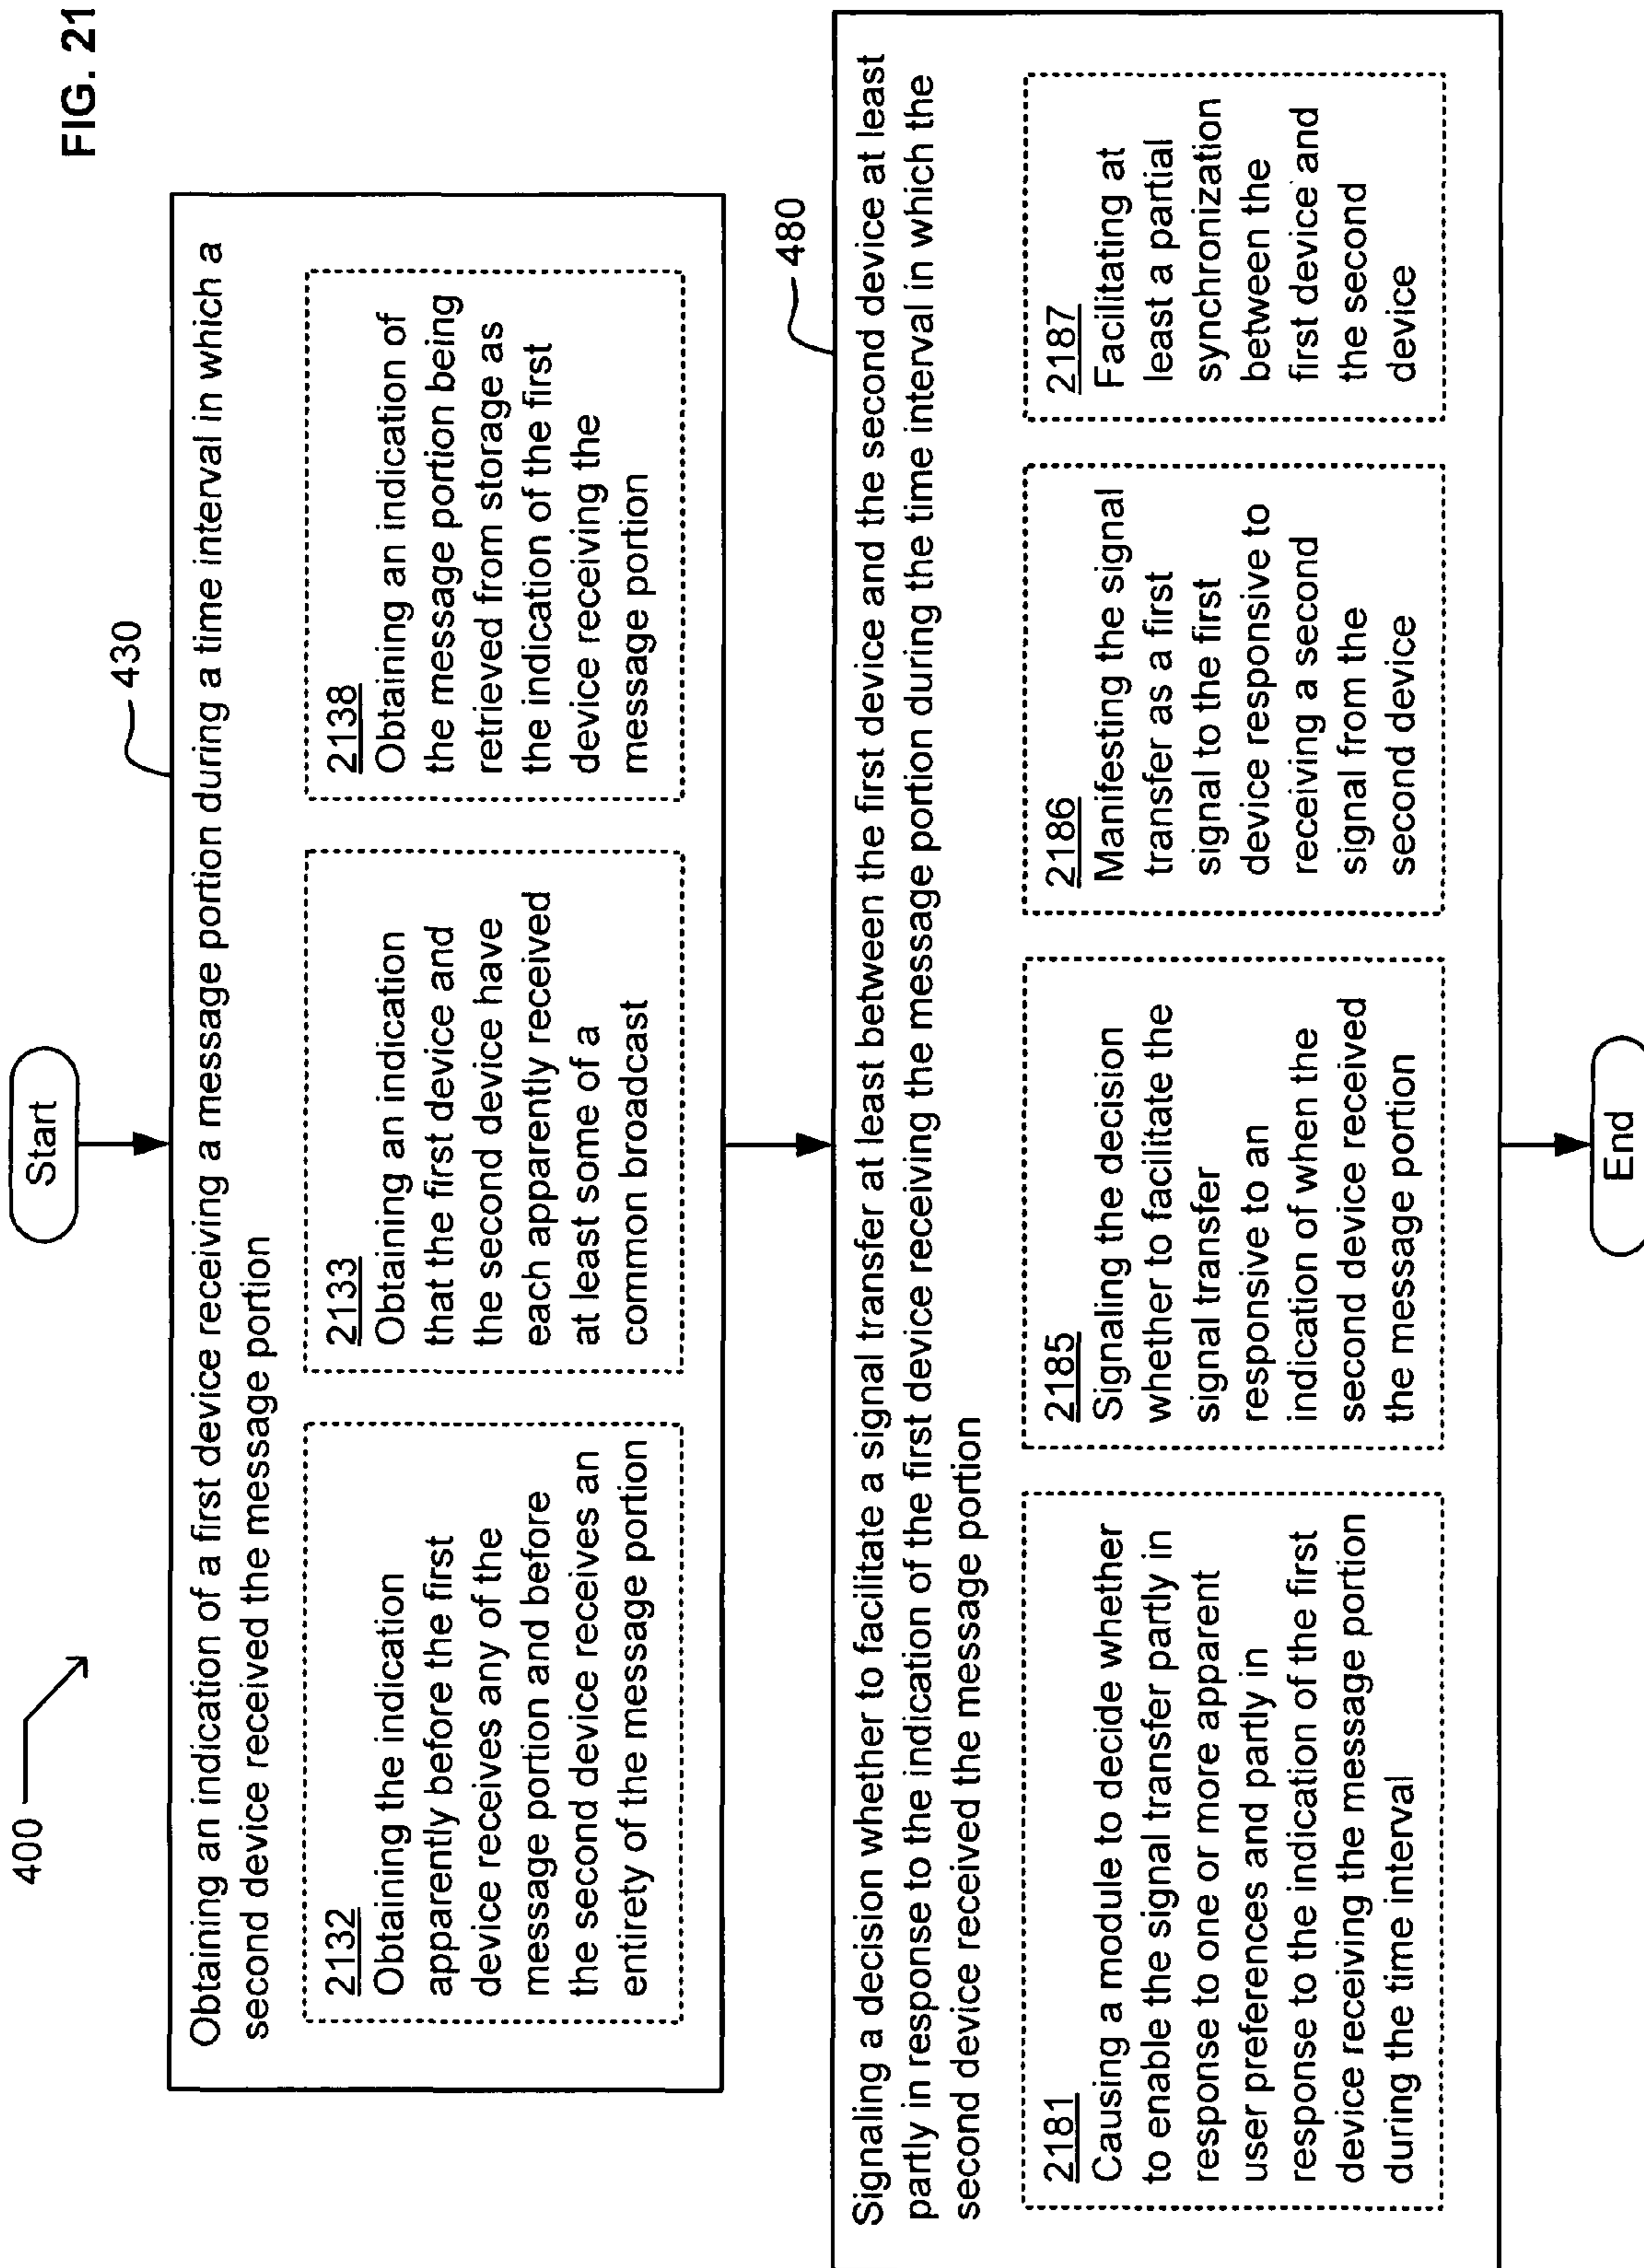 FIG. 21
400
Start
430
Obtaining an indication of a first device receiving a message portion during a time interval in which a
second device received the message portion
2132
Obtaining the indication
apparently before the first
device receives any of the
message portion and before
the second device receives an
entirety of the message portion
2133
Obtaining an indication
that the first device and
the second device have
each apparently received
at least some of a
common broadcast
2138
Obtaining an indication of
the message portion being
retrieved from storage as
the indication of the first
device receiving the
message portion
480
Signaling a decision whether to facilitate a signal transfer at least between the first device and the second device at least
partly in response to the indication of the first device receiving the message portion during the time interval in which the
second device received the message portion
2181
Causing a module to decide whether
to enable the signal transfer partly in
response to one or more apparent
user preferences and partly in
response to the indication of the first
device receiving the message portion
during the time interval
2185
Signaling the decision
whether to facilitate the
signal transfer
responsive to an
indication of when the
second device received
the message portion
2186
Manifesting the signal
transfer as a first
signal to the first
device responsive to
receiving a second
signal from the
second device
2187
Facilitating at
least a partial
synchronization
between the
first device and
the second
device
End